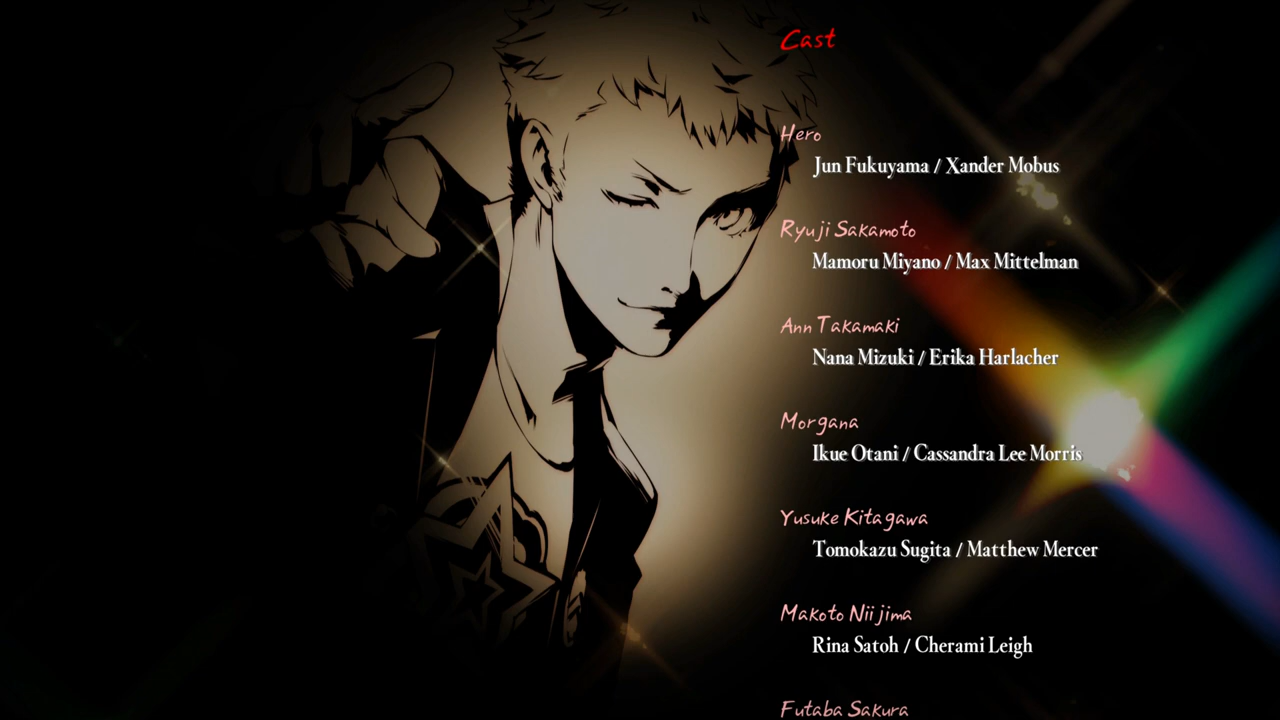 Cast
Hero
Jun Fukuyama / Xander Mobus
Ryuji Sakamoto
Mamoru Miyano / Max Mittelman
Ann Takamaki
Nana Mizuki / Erika Harlacher
Morgana
Ikue Otani / Cassandra Lee Morris
Yusuke Kitagawa
Tomokazu Sugita / Matthew Mercer
Makoto Niijima
Rina Satoh / Cherami Leigh
Futaba Sakura